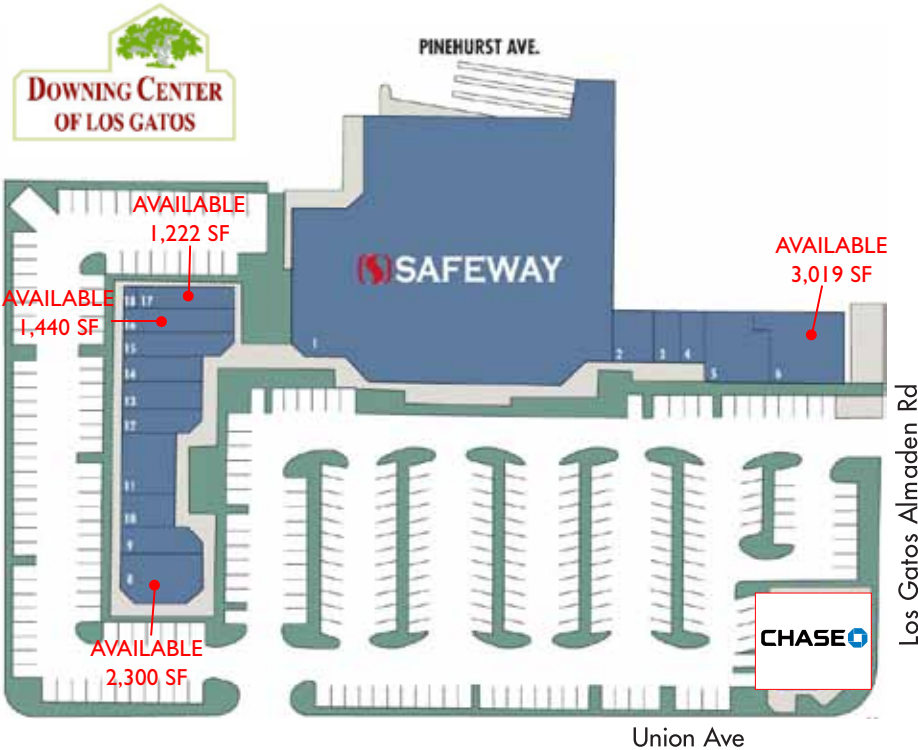 PINEHURST AVE.
DOWNING CENTER
OF LOS GATOS
AVAILABLE
1,222 SF
SAFEWAY
AVAILABLE
3,019 SF
AVAILABLE
1,440 SF
18 17
16
15
14
13
12
11
10
9
8
1
2
3
4
5
6
AVAILABLE
2,300 SF
CHASE
Los Gatos Almaden Rd
Union Ave